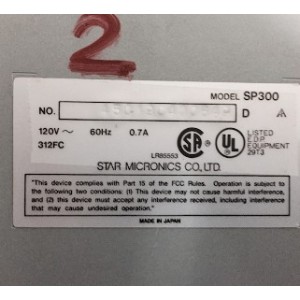 2
MODEL SP300
NO. D
120V～ 60Hz 0.7A
312FC
LR85553
LISTED
E.D.P.
EQUIPMENT
29T3
STAR MICRONICS CO., LTD.
"This device complies with Part 15 of the FCC Rules. Operation is subject to
the following two conditions: (1) this device may not cause harmful interference,
and (2) this device must accept any interference received, including interference
that may cause undesired operation."
MADE IN JAPAN